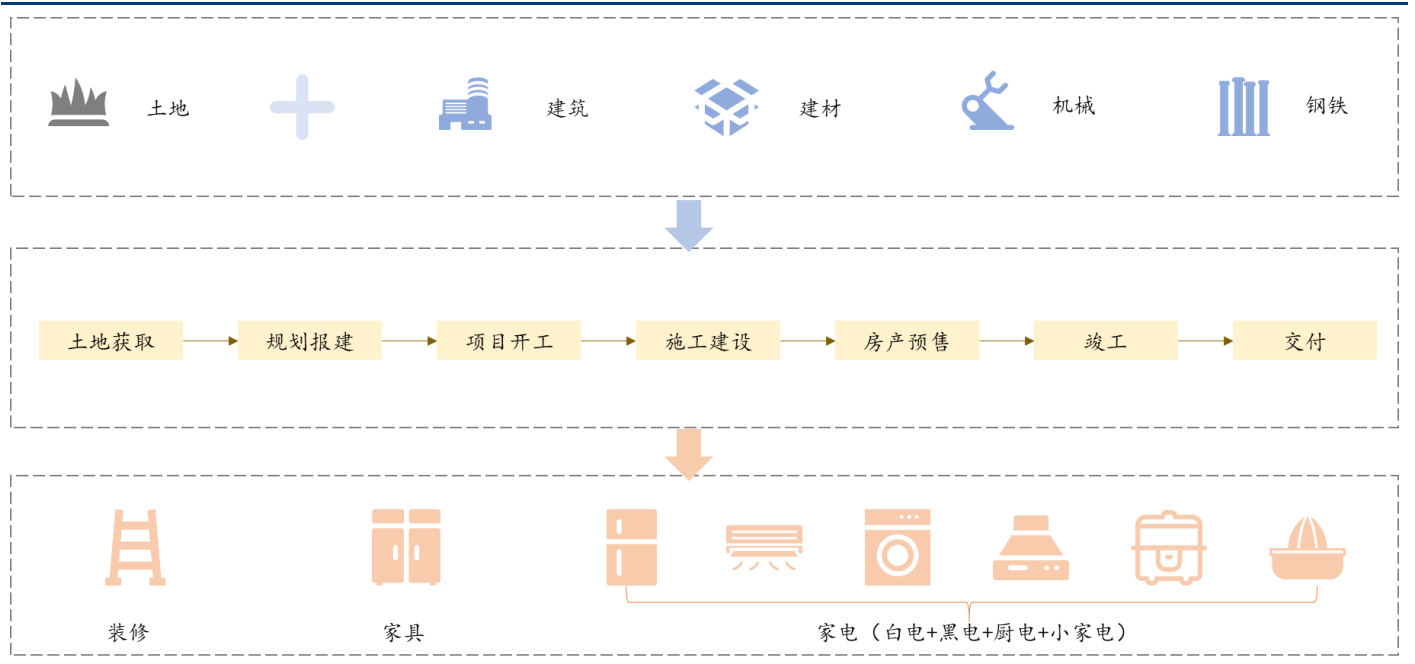 土地
建筑
建材
机械
钢铁
土地获取
规划报建
项目开工
施工建设
房产预售
竣工
交付
装修
家具
家电（白电+黑电+厨电+小家电）